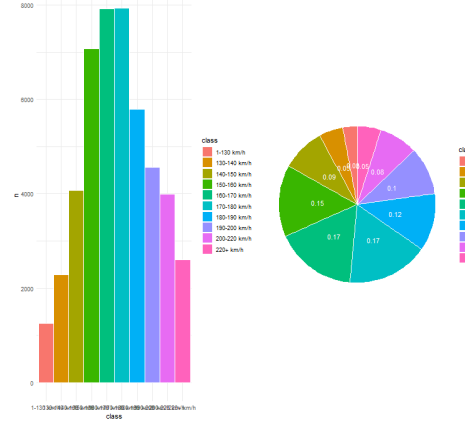 8000
6000
4000
2000
0
n
class
class
1-130 km/h
130-140 km/h
140-150 km/h
150-160 km/h
160-170 km/h
170-180 km/h
180-190 km/h
190-200 km/h
200-220 km/h
220+ km/h
0.05
0.08
0.09
0.1
0.15
0.12
0.17
0.17
cla